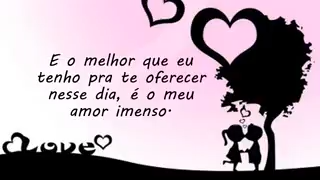 E o melhor que eu
tenho pra te oferecer
nesse dia, é o meu
amor imenso.
Love